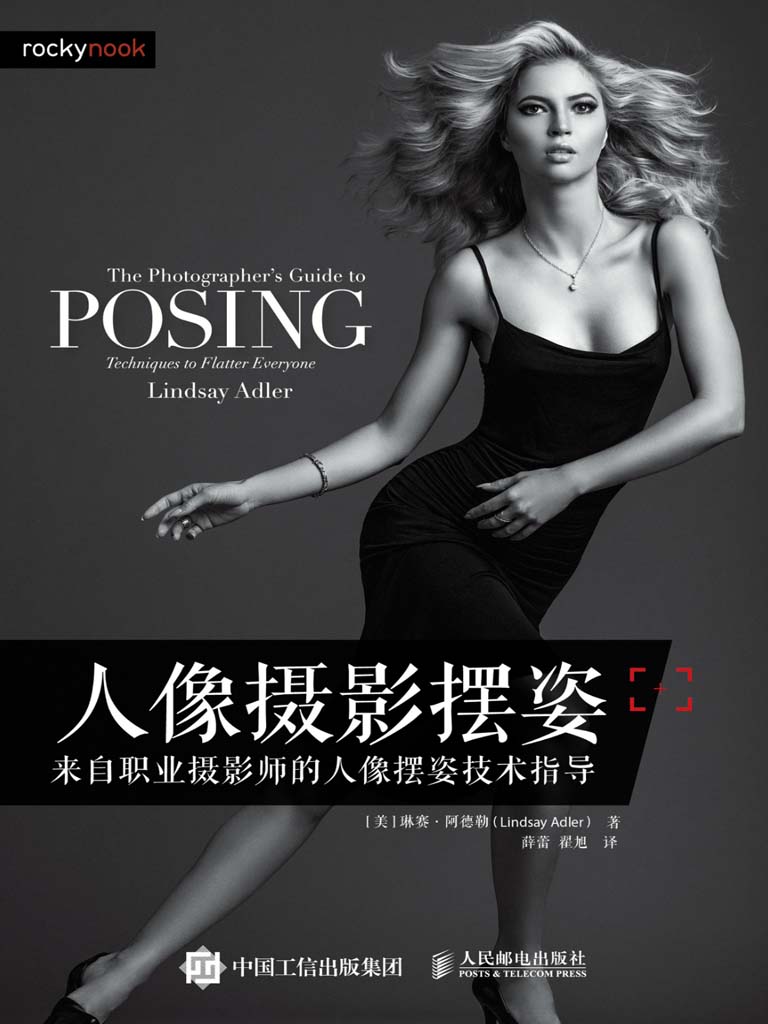 rockynook
The Photographer's Guide to
POSING
Techniques to Flatter Everyone
Lindsay Adler
人像摄影摆姿
来自职业摄影师的人像摆姿技术指导
[美]琳赛·阿德勒(Lindsay Adler) 著
薛蕾 翟旭 译
中国工信出版集团
人民邮电出版社
POSTS & TELECOM PRESS